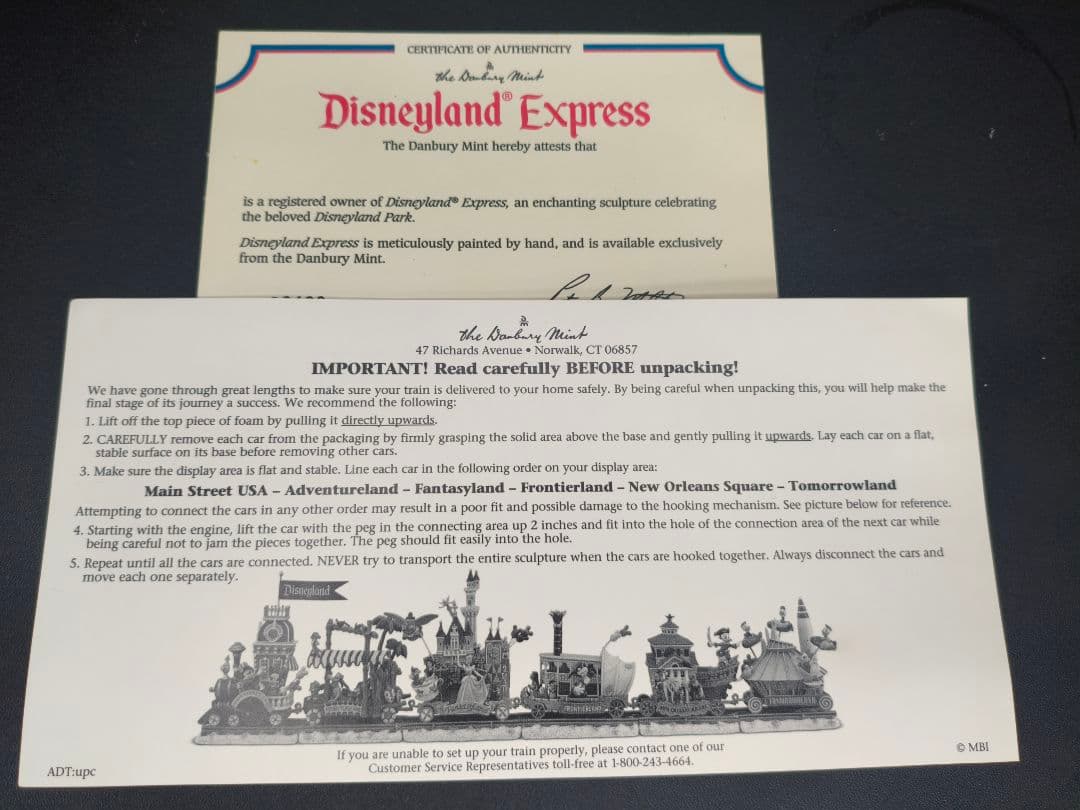 CERTIFICATE OF AUTHENTICITY
the Danbury Mint
Disneyland® Express
The Danbury Mint hereby attests that
is a registered owner of Disneyland® Express, an enchanting sculpture celebrating
the beloved Disneyland Park.
Disneyland Express is meticulously painted by hand, and is available exclusively
from the Danbury Mint.
the Danbury Mint
47 Richards Avenue • Norwalk, CT 06857
IMPORTANT! Read carefully BEFORE unpacking!
We have gone through great lengths to make sure your train is delivered to your home safely. By being careful when unpacking this, you will help make the
final stage of its journey a success. We recommend the following:
1. Lift off the top piece of foam by pulling it directly upwards.
2. CAREFULLY remove each car from the packaging by firmly grasping the solid area above the base and gently pulling it upwards. Lay each car on a flat,
stable surface on its base before removing other cars.
3. Make sure the display area is flat and stable. Line each car in the following order on your display area:
Main Street USA – Adventureland – Fantasyland – Frontierland – New Orleans Square – Tomorrowland
Attempting to connect the cars in any other order may result in a poor fit and possible damage to the hooking mechanism. See picture below for reference.
4. Starting with the engine, lift the car with the peg in the connecting area up 2 inches and fit into the hole of the connection area of the next car while
being careful not to jam the pieces together. The peg should fit easily into the hole.
5. Repeat until all the cars are connected. NEVER try to transport the entire sculpture when the cars are hooked together. Always disconnect the cars and
move each one separately.
Disneyland
FRONTIERLAND
TOMORROWLAND
If you are unable to set up your train properly, please contact one of our
Customer Service Representatives toll-free at 1-800-243-4664.
ADT:upc
© MBI